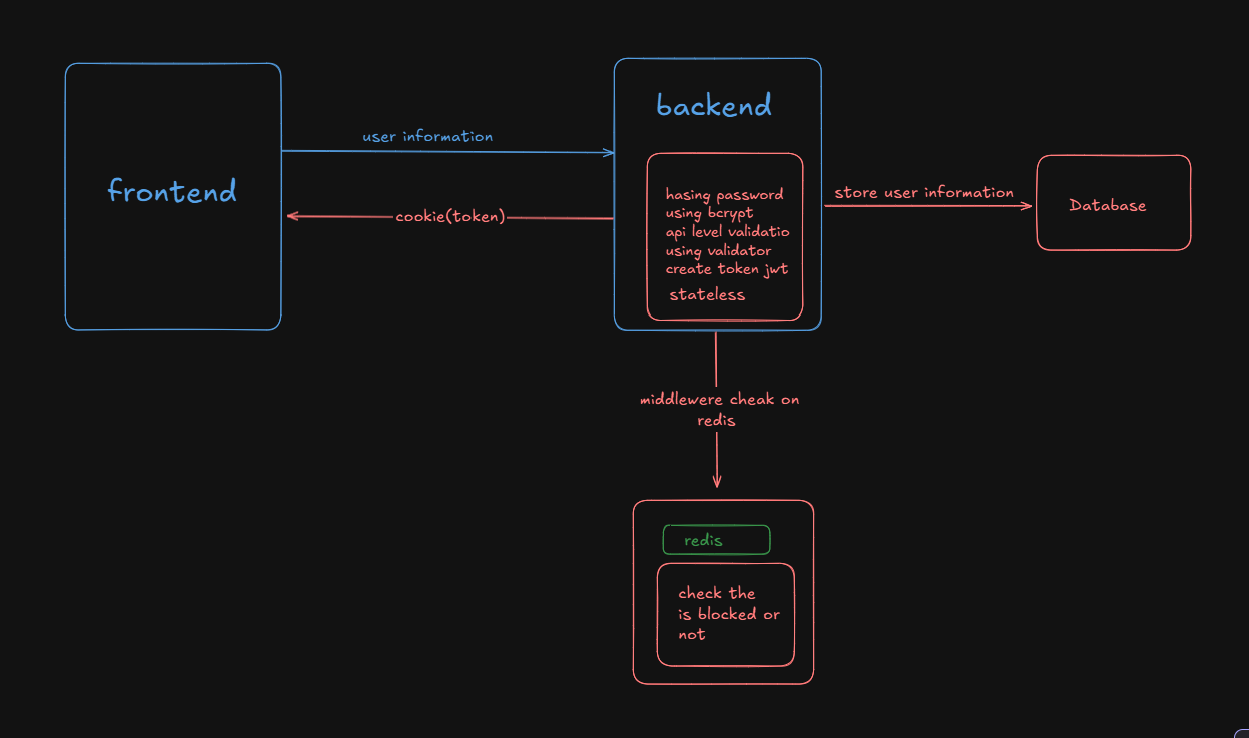 frontend
user information
cookie(token)
backend
hasing password
using bcrypt
api level validatio
using validator
create token jwt
stateless
store user information
Database
middlewere cheak on
redis
redis
check the
is blocked or
not